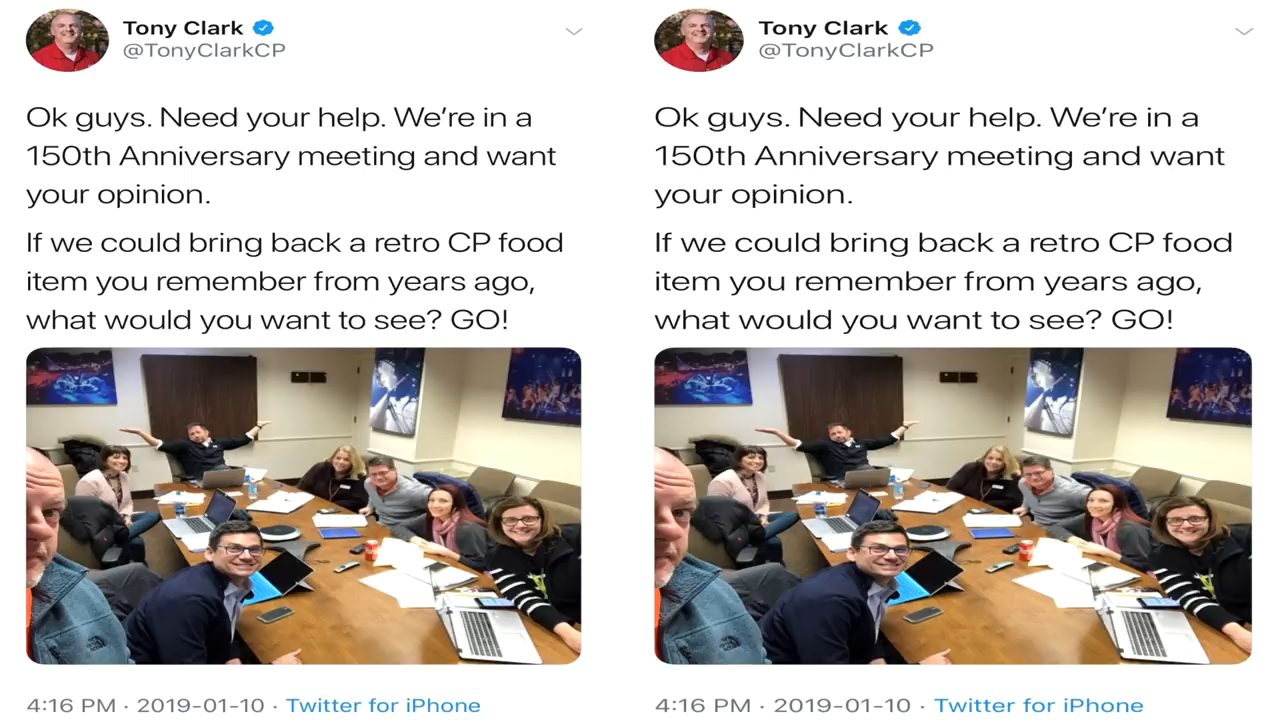 Tony Clark
@TonyClarkCP
Ok guys. Need your help. We're in a
150th Anniversary meeting and want
your opinion.
If we could bring back a retro CP food
item you remember from years ago,
what would you want to see? GO!
4:16 PM · 2019-01-10 · Twitter for iPhone
Tony Clark
@TonyClarkCP
Ok guys. Need your help. We're in a
150th Anniversary meeting and want
your opinion.
If we could bring back a retro CP food
item you remember from years ago,
what would you want to see? GO!
4:16 PM · 2019-01-10 · Twitter for iPhone